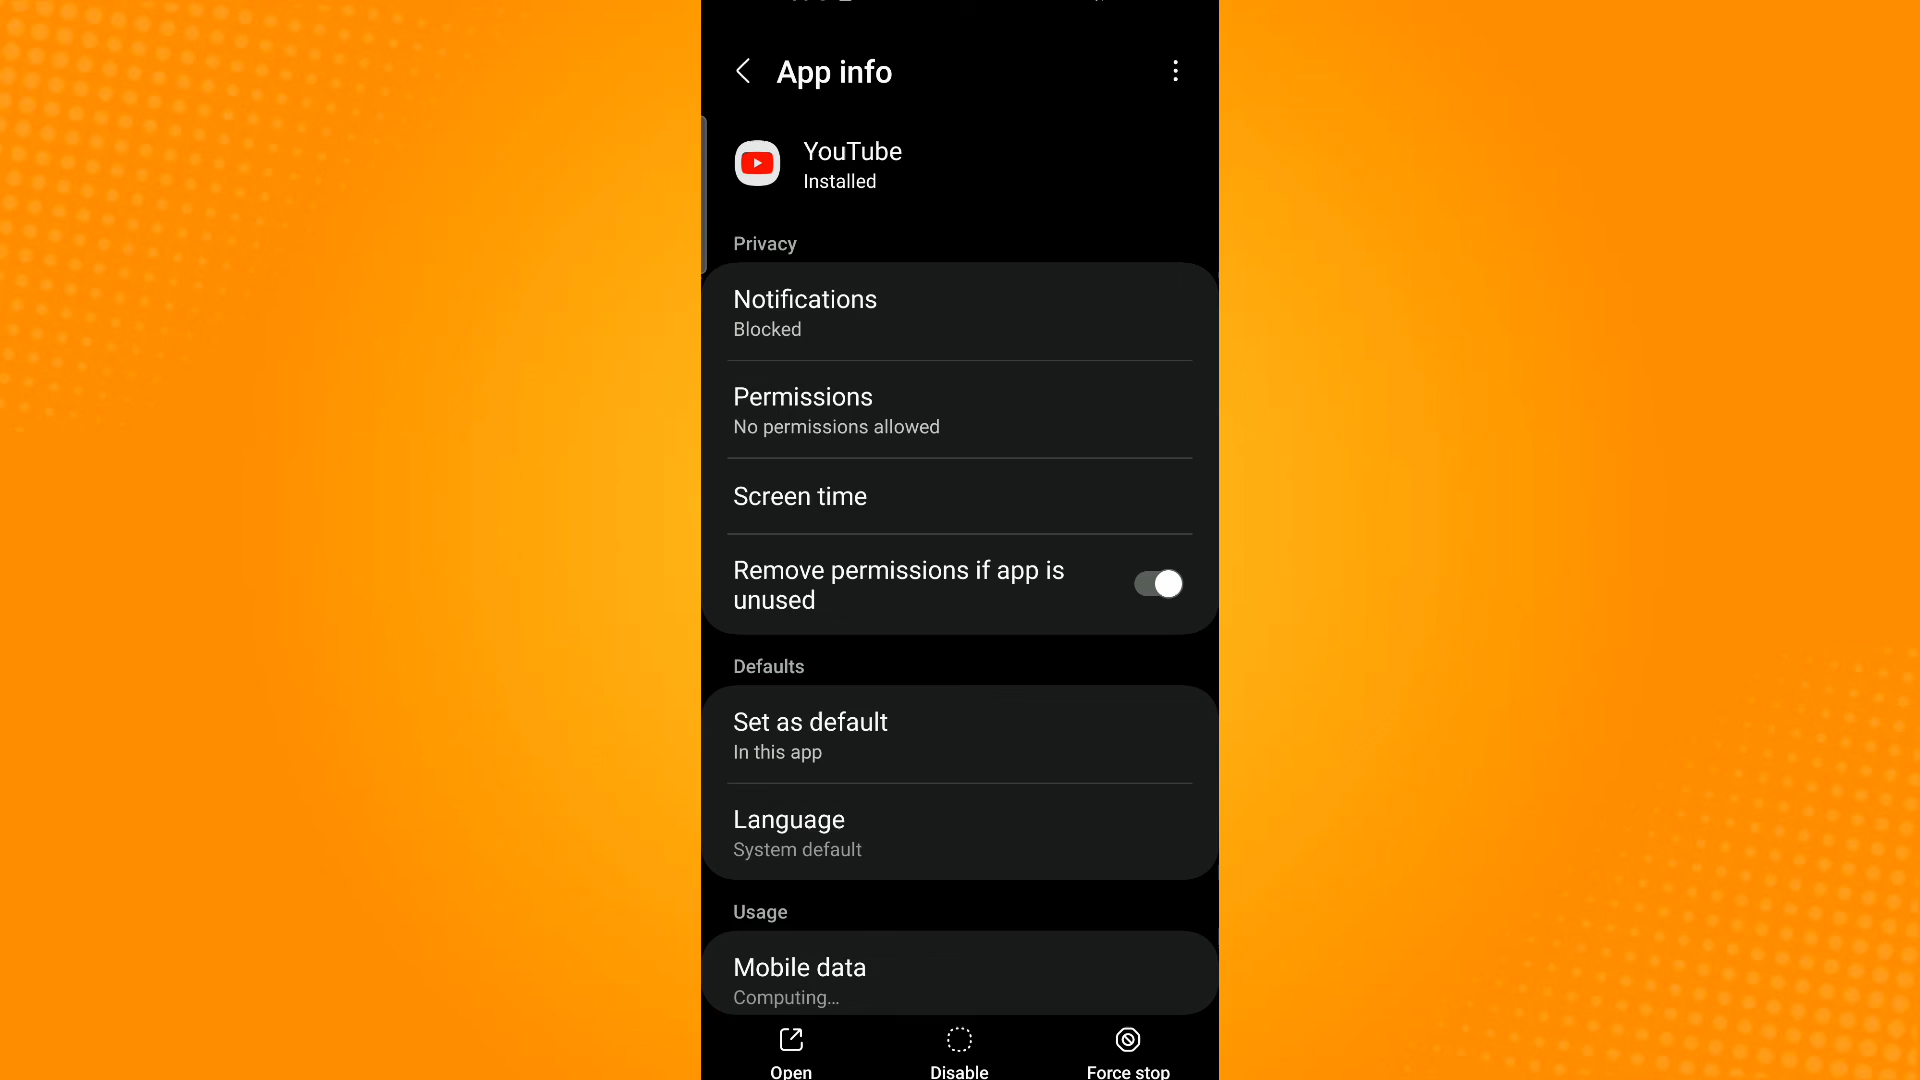 App info
YouTube
Installed
Privacy
Notifications
Blocked
Permissions
No permissions allowed
Screen time
Remove permissions if app is
unused
Defaults
Set as default
In this app
Language
System default
Usage
Mobile data
Computing...
Open
Disable
Force stop